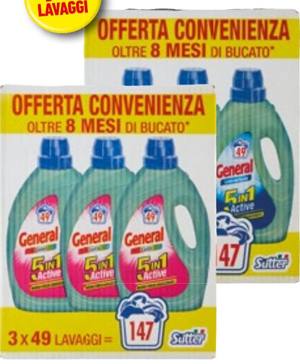 LAVAGGI
OFFERTA CONVENIENZA
OLTRE 8 MESI DI BUCATO*
49
General
5in1
Active
47
Sutter
OFFERTA CONVENIENZA
OLTRE 8 MESI DI BUCATO*
49 49 49
General General General
5in1 5in1 5in1
Active Active Active
3 x 49 LAVAGGI = 147
Sutter